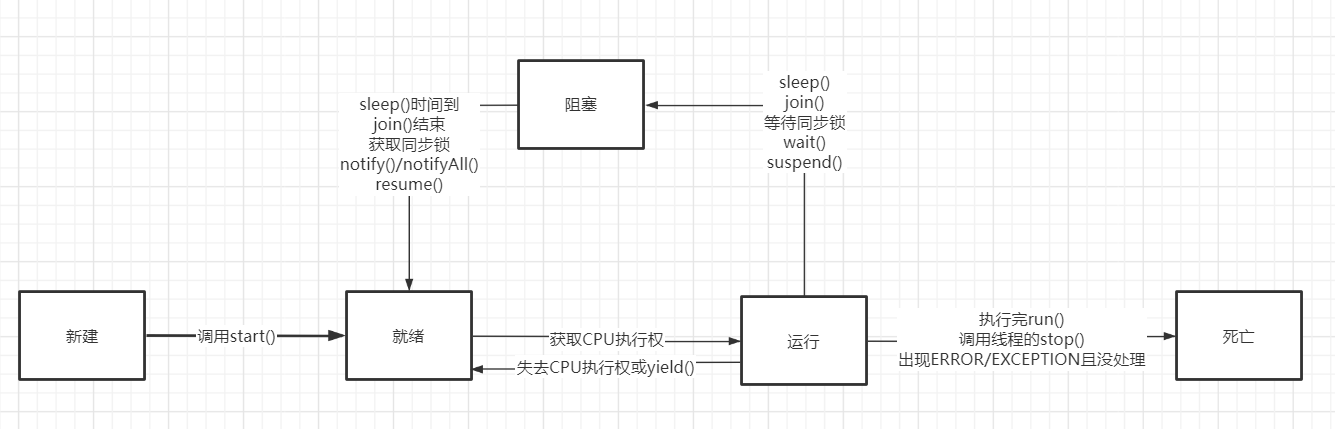 阻塞
sleep()时间到
join()结束
获取同步锁
notify()/notifyAll()
resume()
sleep()
join()
等待同步锁
wait()
suspend()
新建
调用start()
就绪
获取CPU执行权
失去CPU执行权或yield()
运行
执行完run()
调用线程的stop()
出现ERROR/EXCEPTION且没处理
死亡